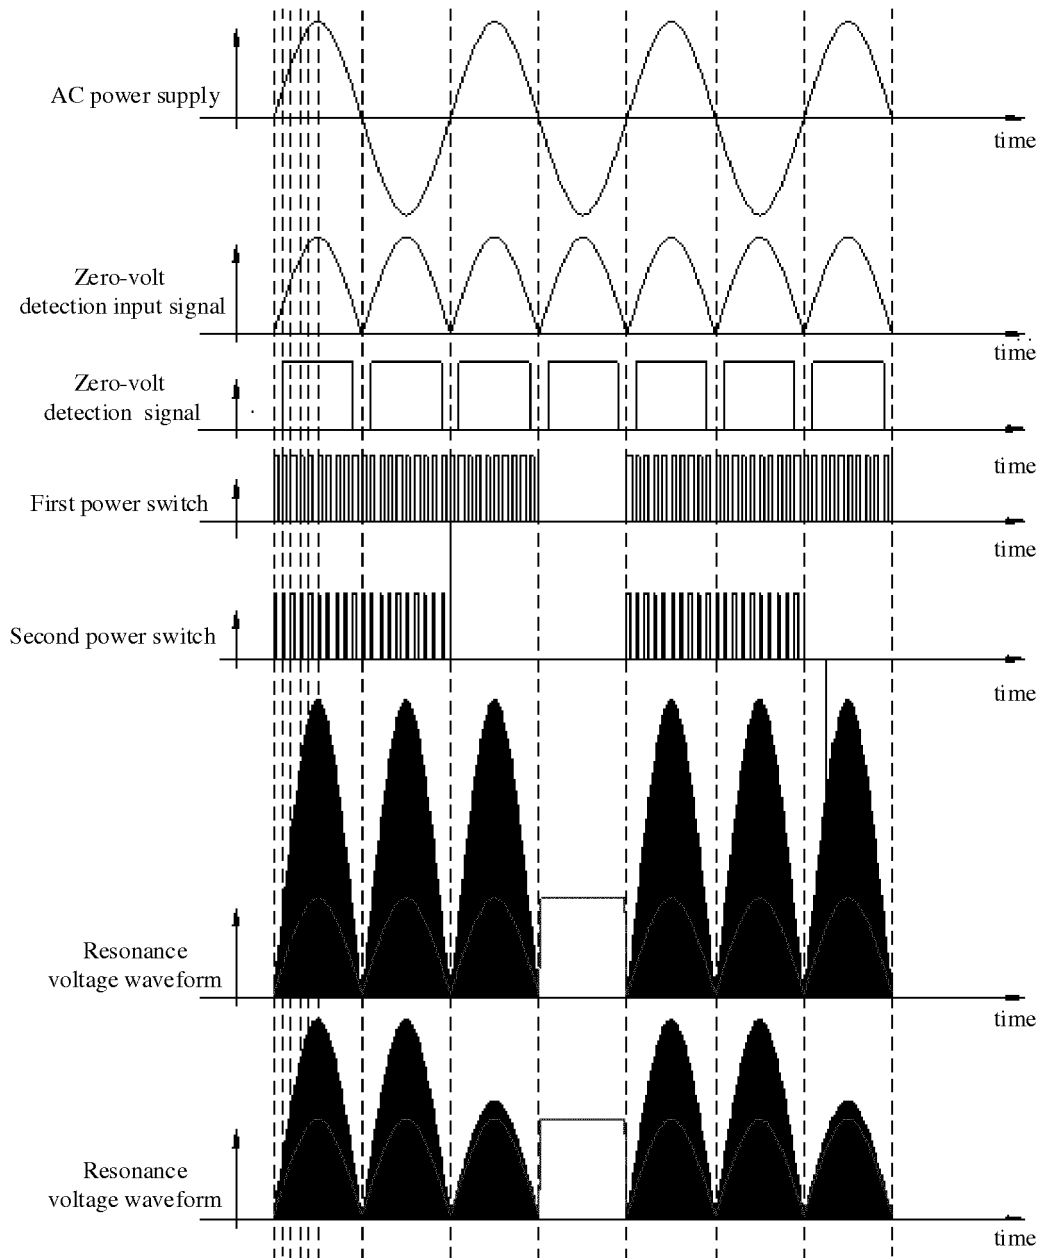 AC power supply
time
Zero-volt
detection input signal
time
Zero-volt
detection signal
time
First power switch
time
Second power switch
time
Resonance
voltage waveform
time
Resonance
voltage waveform
time